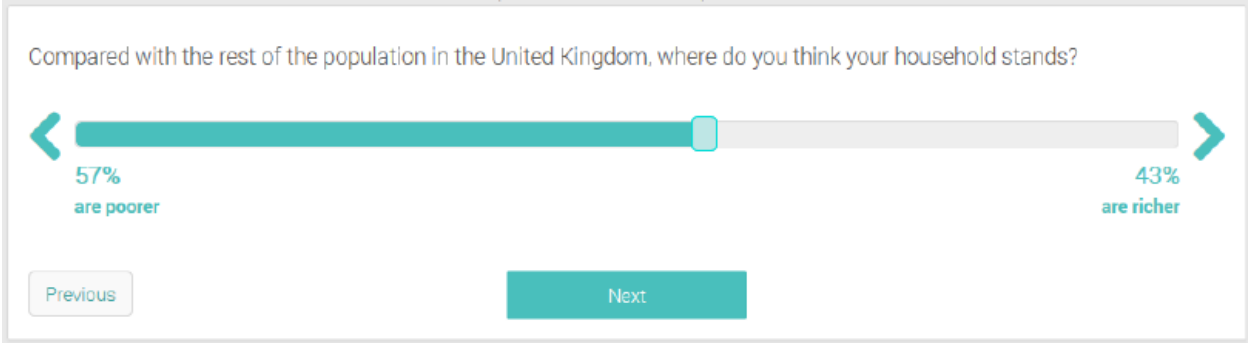 Compared with the rest of the population in the United Kingdom, where do you think your household stands?
57%
are poorer
43%
are richer
Previous
Next